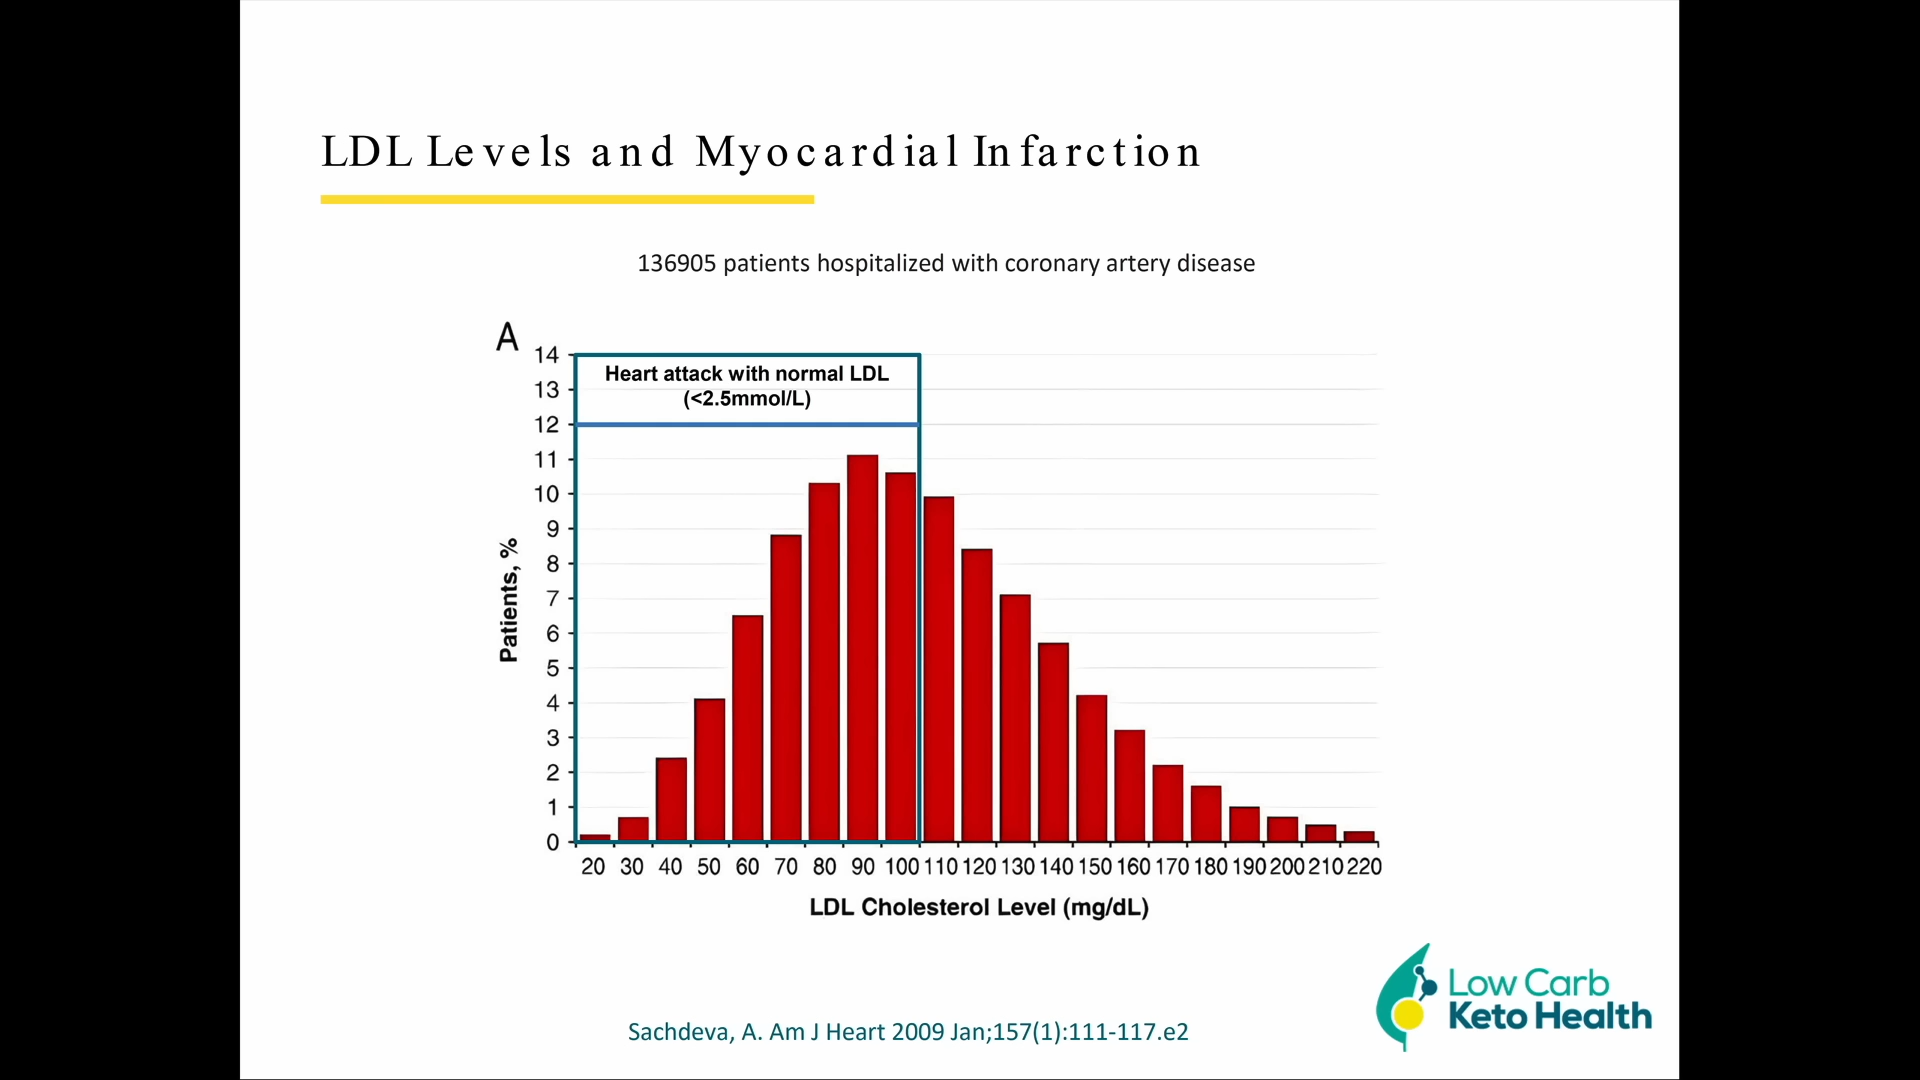 LDL Levels and Myocardial Infarction
136905 patients hospitalized with coronary artery disease
A
14
13
12
11
10
9
8
7
6
5
4
3
2
1
0
Heart attack with normal LDL
(<2.5mmol/L)
Patients, %
20 30 40 50 60 70 80 90 100 110 120 130 140 150 160 170 180 190 200 210 220
LDL Cholesterol Level (mg/dL)
Low Carb
Keto Health
Sachdeva, A. Am J Heart 2009 Jan;157(1):111-117.e2